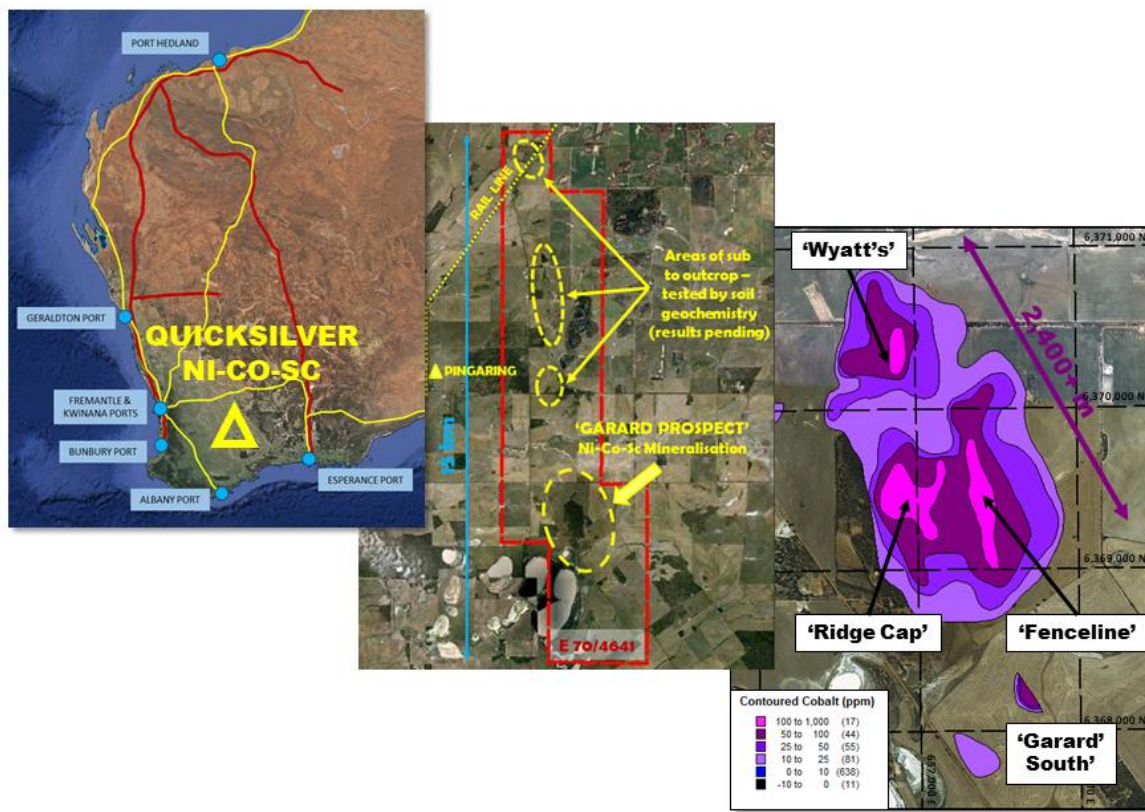 PORT HEDLAND
GERALDTON PORT
QUICKSILVER
NI-CO-SC
FREMANTLE &
KWINANA PORTS
BUNBURY PORT
ALBANY PORT
ESPERANCE PORT
RAIL LINE
Areas of sub
to outcrop –
tested by soil
geochemistry
(results pending)
PINGARING
km
'GARARD PROSPECT'
Ni-Co-Sc Mineralisation
E 70/4641
'Wyatt's'
6,371,000 N
2,400+ m
6,370,000 N
6,369,000 N
'Ridge Cap'
'Fenceline'
6,368,000 N
'Garard'
South'
657,000 E
Contoured Cobalt (ppm)
100 to 1,000 (17)
50 to 100 (44)
25 to 50 (55)
10 to 25 (81)
0 to 10 (638)
-10 to 0 (11)